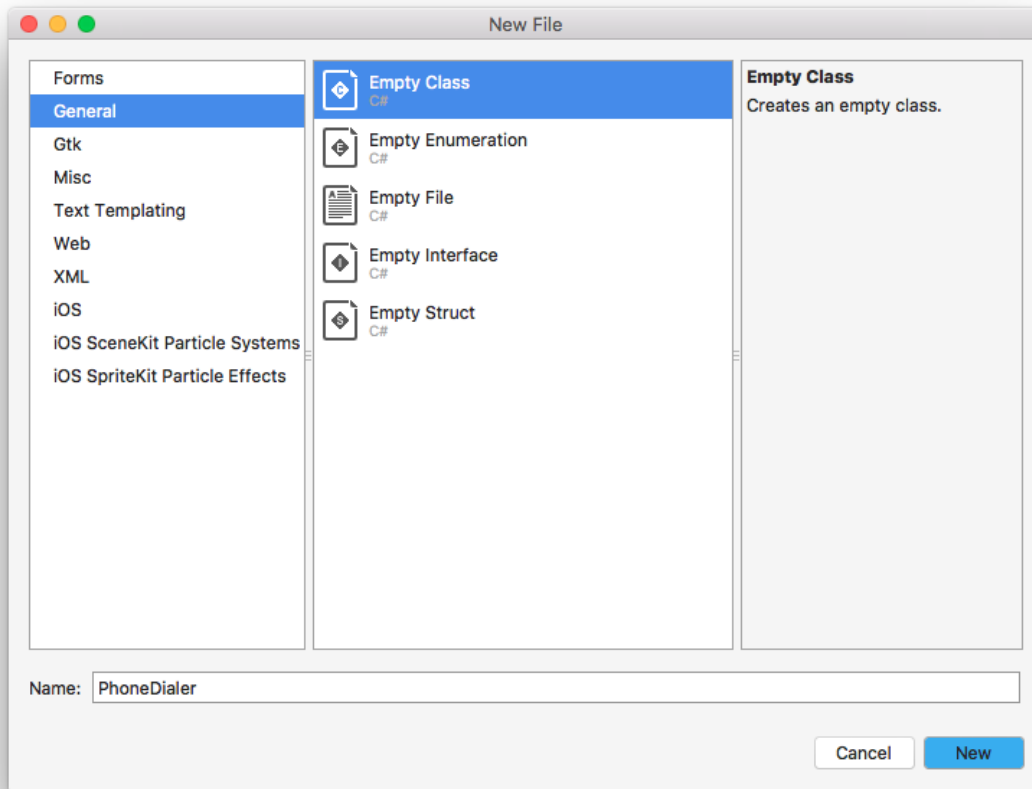 New File
Forms
General
Gtk
Misc
Text Templating
Web
XML
iOS
iOS SceneKit Particle Systems
iOS SpriteKit Particle Effects
Empty Class
C#
Empty Enumeration
C#
Empty File
C#
Empty Interface
C#
Empty Struct
C#
Empty Class
Creates an empty class.
Name: PhoneDialer
Cancel New